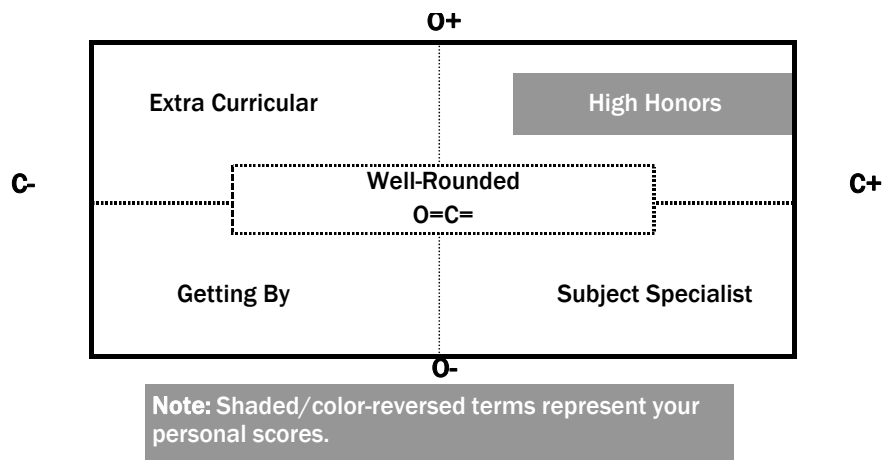 O+
Extra Curricular
High Honors
C-
Well-Rounded
C+
O=C=
Getting By
Subject Specialist
O-
Note: Shaded/color-reversed terms represent your
personal scores.